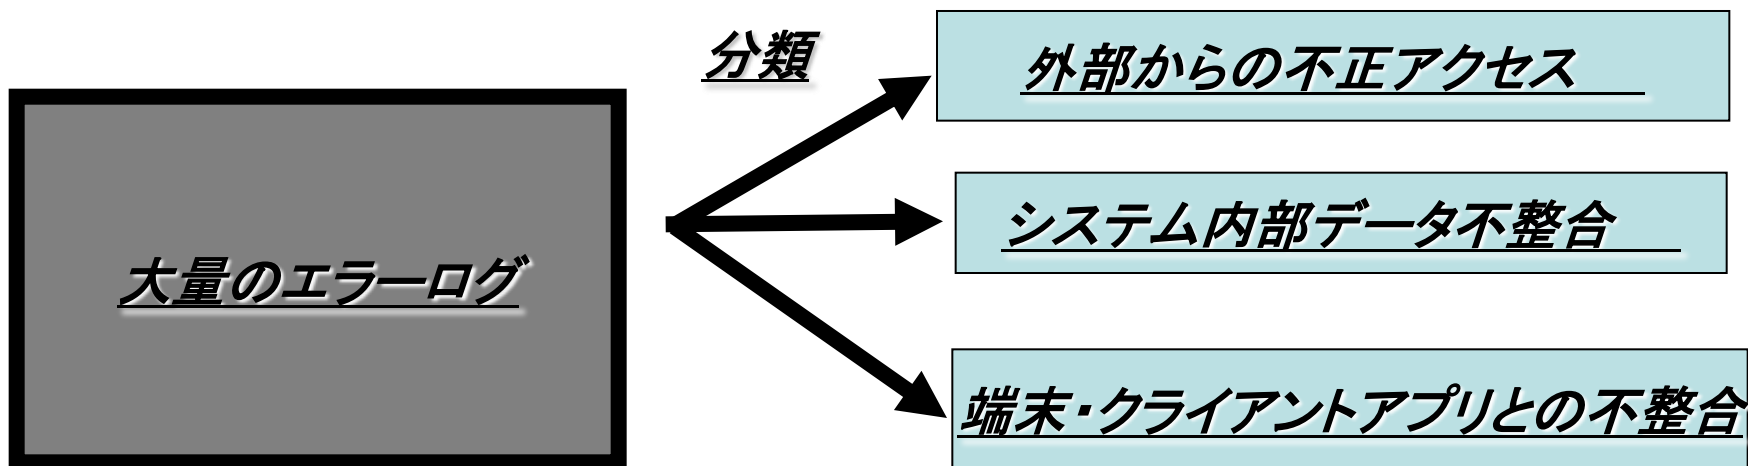 分類
外部からの不正アクセス
システム内部データ不整合
大量のエラーログ
端末・クライアントアプリとの不整合